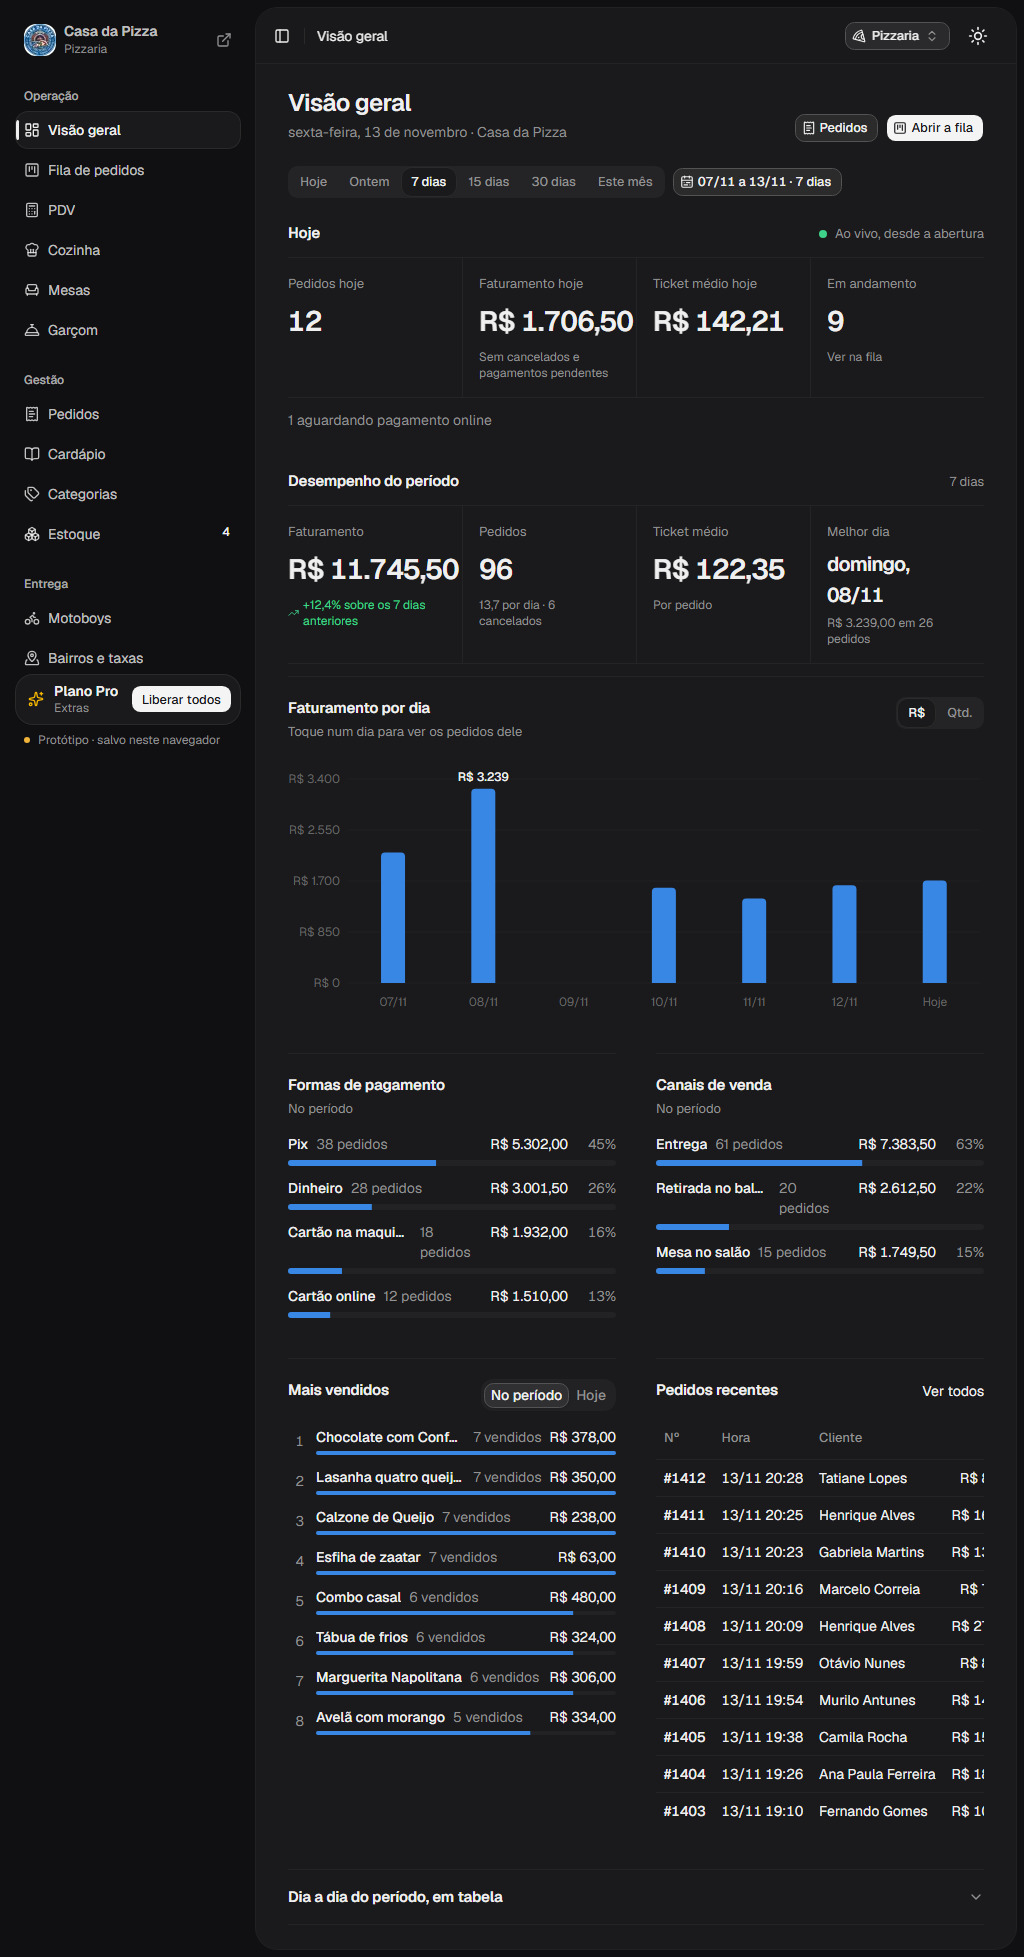 Casa da Pizza
Pizzaria
Operação
Visão geral
Fila de pedidos
PDV
Cozinha
Mesas
Garçom
Gestão
Pedidos
Cardápio
Categorias
Estoque 4
Entrega
Motoboys
Bairros e taxas
Plano Pro
Extras
Liberar todos
Protótipo · salvo neste navegador
Visão geral
Pizzaria
Visão geral
sexta-feira, 13 de novembro · Casa da Pizza
Pedidos
Abrir a fila
Hoje Ontem 7 dias 15 dias 30 dias Este mês
07/11 a 13/11 · 7 dias
Hoje
Ao vivo, desde a abertura
Pedidos hoje
12
Faturamento hoje
R$ 1.706,50
Sem cancelados e
pagamentos pendentes
Ticket médio hoje
R$ 142,21
Em andamento
9
Ver na fila
1 aguardando pagamento online
Desempenho do período
7 dias
Faturamento
R$ 11.745,50
+12,4% sobre os 7 dias
anteriores
Pedidos
96
13,7 por dia · 6
cancelados
Ticket médio
R$ 122,35
Por pedido
Melhor dia
domingo,
08/11
R$ 3.239,00 em 26
pedidos
Faturamento por dia
Toque num dia para ver os pedidos dele
R$ Qtd.
R$ 3.400
R$ 2.550
R$ 1.700
R$ 850
R$ 0
R$ 3.239
07/11 08/11 09/11 10/11 11/11 12/11 Hoje
Formas de pagamento
No período
Pix 38 pedidos R$ 5.302,00 45%
Dinheiro 28 pedidos R$ 3.001,50 26%
Cartão na maqui... 18 pedidos R$ 1.932,00 16%
Cartão online 12 pedidos R$ 1.510,00 13%
Canais de venda
No período
Entrega 61 pedidos R$ 7.383,50 63%
Retirada no bal... 20 pedidos R$ 2.612,50 22%
Mesa no salão 15 pedidos R$ 1.749,50 15%
Mais vendidos
No período Hoje
1 Chocolate com Conf... 7 vendidos R$ 378,00
2 Lasanha quatro queij... 7 vendidos R$ 350,00
3 Calzone de Queijo 7 vendidos R$ 238,00
4 Esfiha de zaatar 7 vendidos R$ 63,00
5 Combo casal 6 vendidos R$ 480,00
6 Tábua de frios 6 vendidos R$ 324,00
7 Marguerita Napolitana 6 vendidos R$ 306,00
8 Avelã com morango 5 vendidos R$ 334,00
Pedidos recentes
Ver todos
Nº Hora Cliente
#1412 13/11 20:28 Tatiane Lopes R$
#1411 13/11 20:25 Henrique Alves R$
#1410 13/11 20:23 Gabriela Martins R$
#1409 13/11 20:16 Marcelo Correia R$
#1408 13/11 20:09 Henrique Alves R$
#1407 13/11 19:59 Otávio Nunes R$
#1406 13/11 19:54 Murilo Antunes R$
#1405 13/11 19:38 Camila Rocha R$
#1404 13/11 19:26 Ana Paula Ferreira R$
#1403 13/11 19:10 Fernando Gomes R$
Dia a dia do período, em tabela